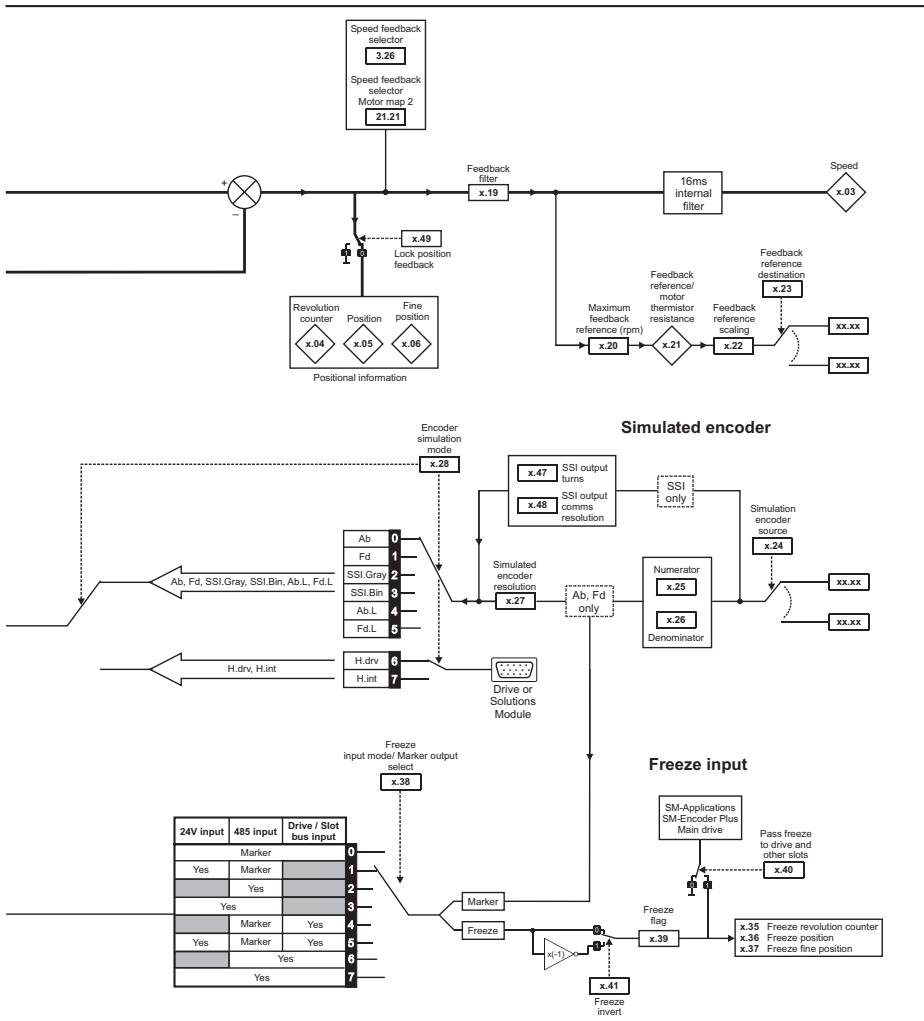 Speed feedback
selector
3.26
Speed feedback
selector
Motor map 2
21.21
+
–
Feedback
filter
x.19
16ms
internal
filter
Speed
x.03
x.49
Lock position
feedback
1
0
Revolution
counter
x.04
Position
x.05
Fine
position
x.06
Positional information
Maximum
feedback
reference (rpm)
x.20
Feedback
reference/
motor
thermistor
resistance
x.21
Feedback
reference
scaling
x.22
Feedback
reference
destination
x.23
xx.xx
xx.xx
Simulated encoder
Encoder
simulation
mode
x.28
x.47
SSI output
turns
x.48
SSI output
comms
resolution
SSI
only
Simulation
encoder
source
x.24
xx.xx
xx.xx
Ab, Fd, SSI.Gray, SSI.Bin, Ab.L, Fd.L
Ab 0
Fd 1
SSI.Gray 2
SSI.Bin 3
Ab.L 4
Fd.L 5
Simulated
encoder
resolution
x.27
Ab, Fd
only
Numerator
x.25
x.26
Denominator
H.drv, H.int
H.drv 6
H.int 7
Drive or
Solutions
Module
Freeze
input mode/ Marker output
select
x.38
Freeze input
24V input 485 input Drive / Slot
bus input
Marker 0
Yes Marker 1
Yes 2
Yes 3
Marker Yes 4
Yes Marker Yes 5
Yes 6
Yes 7
Marker
Freeze
x(-1)
0
1
x.41
Freeze
invert
Freeze
flag
x.39
SM-Applications
SM-Encoder Plus
Main drive
0
1
Pass freeze
to drive and
other slots
x.40
x.35 Freeze revolution counter
x.36 Freeze position
x.37 Freeze fine position